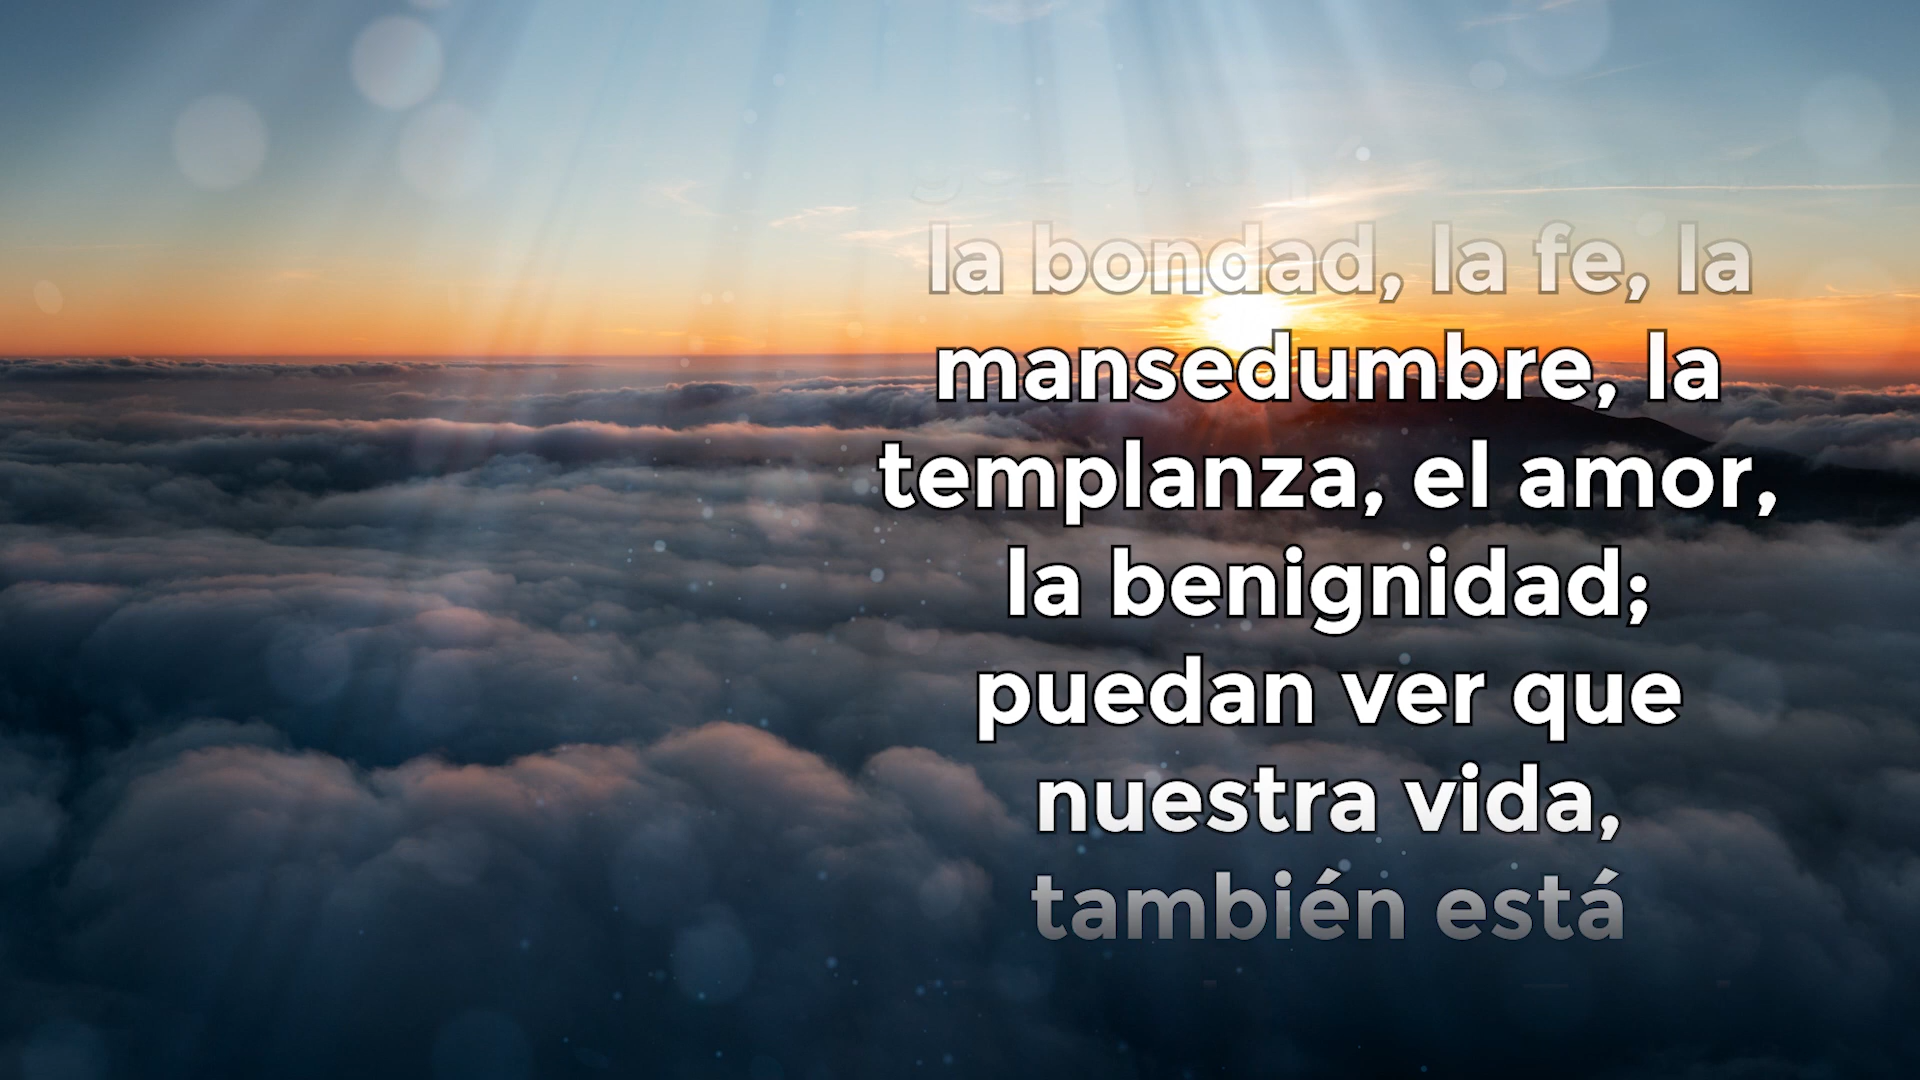 la bondad, la fe, la
mansedumbre, la
templanza, el amor,
la benignidad;
puedan ver que
nuestra vida,
también está